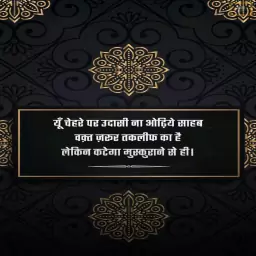 यूँ चेहरे पर उदासी ना ओढ़िये साहब
वक़्त ज़रूर तकलीफ का है
लेकिन कटेगा मुस्कुराने से ही।